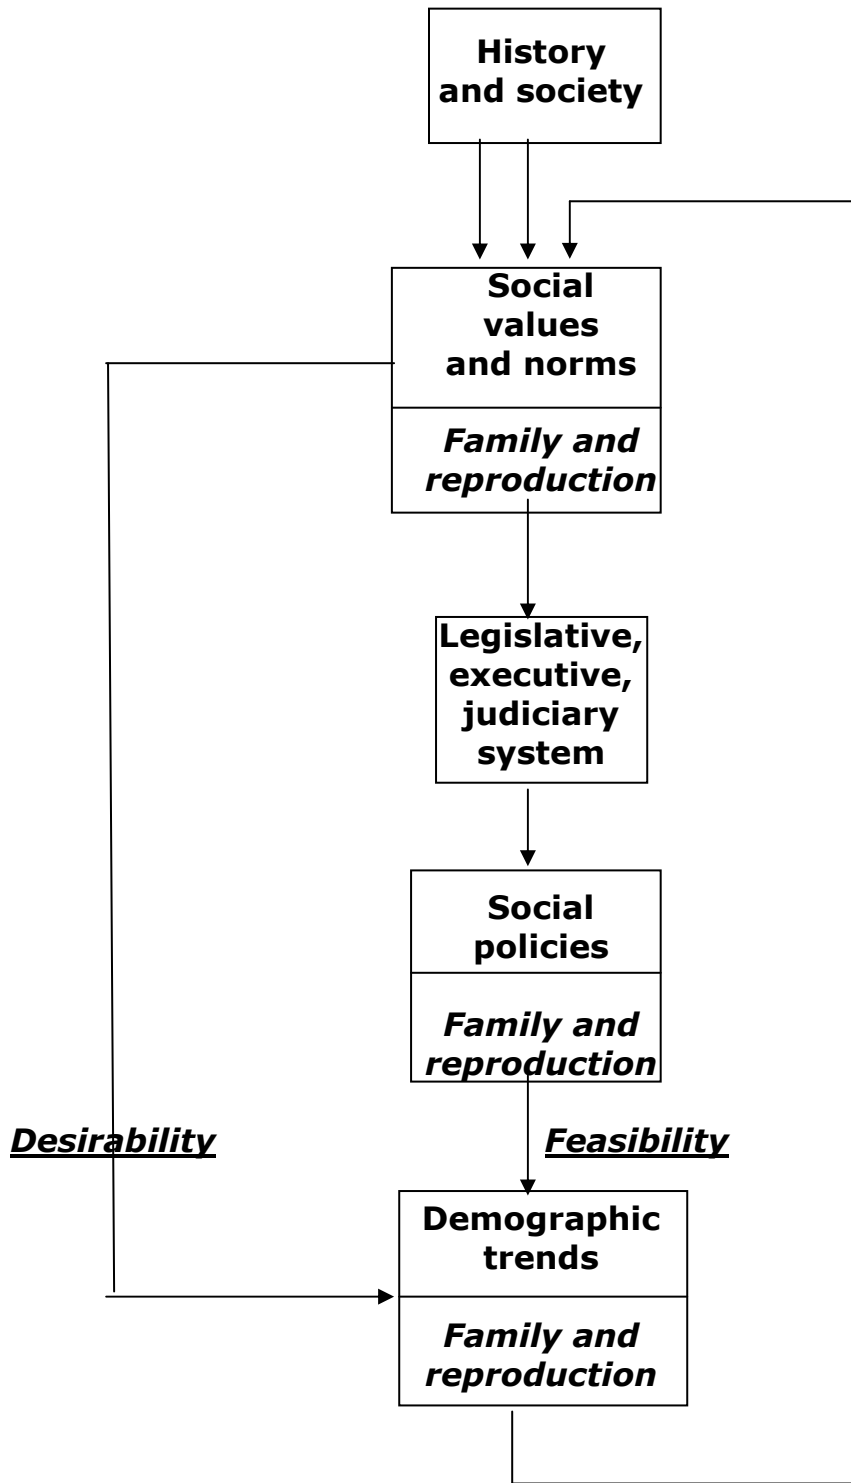 History
and society
Social
values
and norms
Family and
reproduction
Legislative,
executive,
judiciary
system
Social
policies
Family and
reproduction
Desirability
Feasibility
Demographic
trends
Family and
reproduction